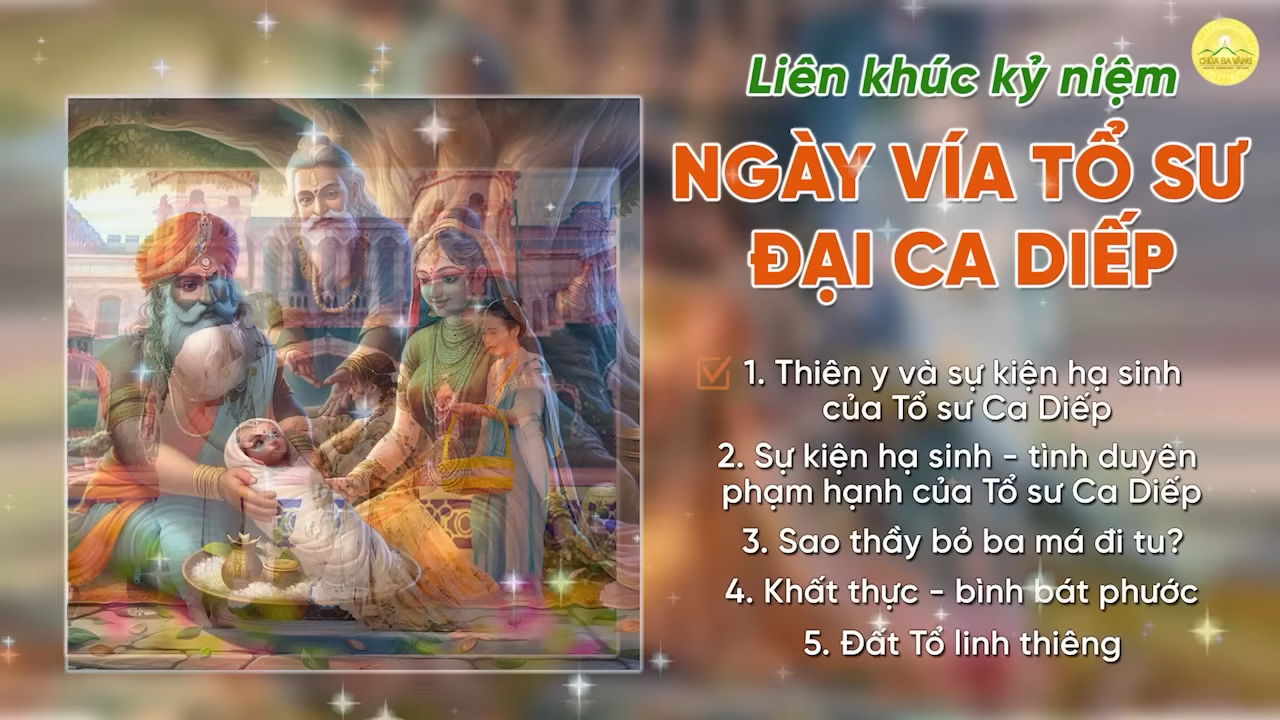 Liên khúc kỷ niệm
CHÙA BA VÀNG
NGÀY VÍA TỔ SƯ
ĐẠI CA DIẾP
1. Thiên y và sự kiện hạ sinh
của Tổ sư Ca Diếp
2. Sự kiện hạ sinh - tình duyên
phạm hạnh của Tổ sư Ca Diếp
3. Sao thầy bỏ ba má đi tu?
4. Khất thực - bình bát phước
5. Đất Tổ linh thiêng